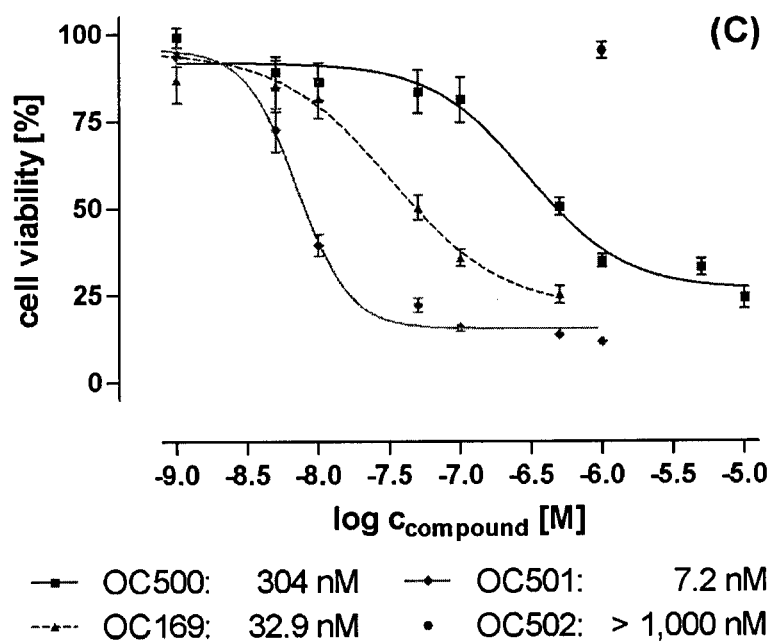 (C)
cell viability [%]
100
75
50
25
0
-9.0 -8.5 -8.0 -7.5 -7.0 -6.5 -6.0 -5.5 -5.0
log c compound [M]
OC500: 304 nM OC501: 7.2 nM
OC169: 32.9 nM OC502: > 1,000 nM